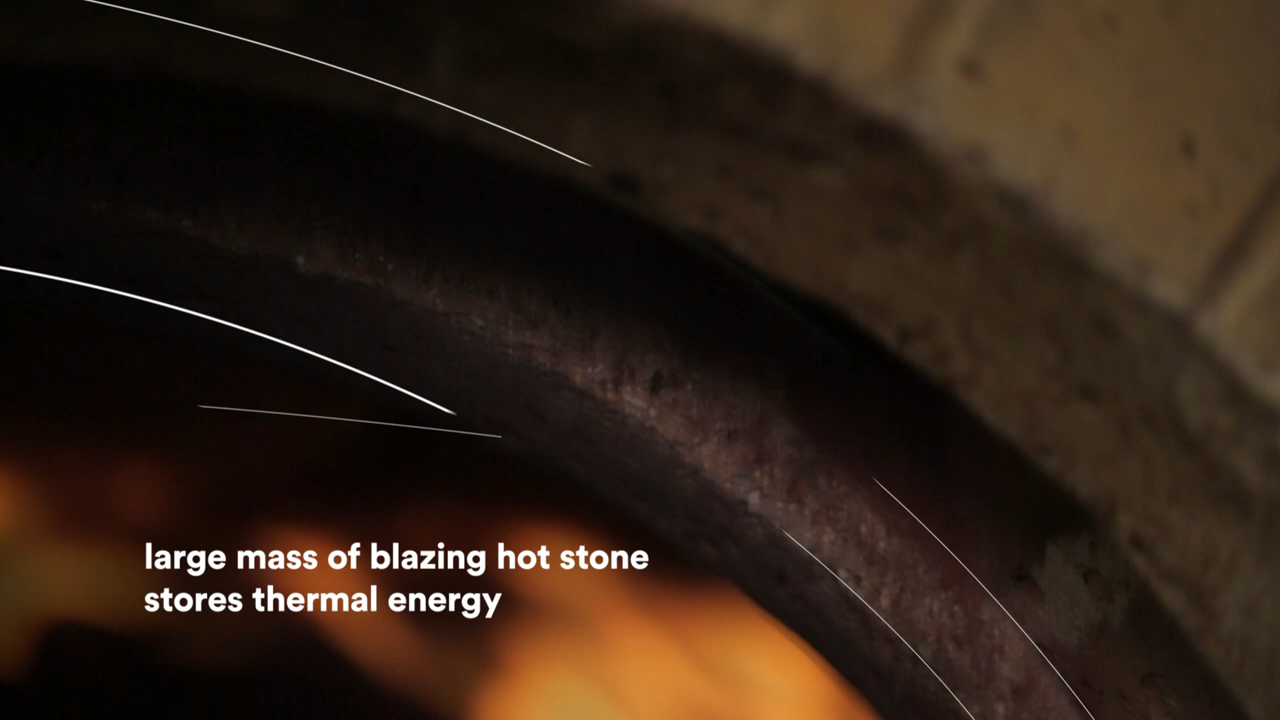 large mass of blazing hot stone
stores thermal energy